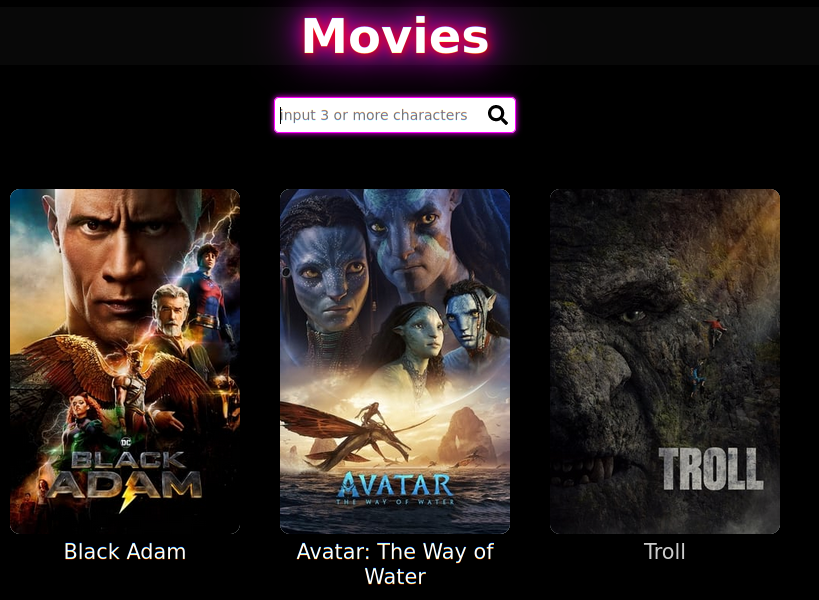 Movies
input 3 or more characters
DC
BLACK
ADAM
AVATAR
THE WAY OF WATER
TROLL
Black Adam
Avatar: The Way of
Water
Troll